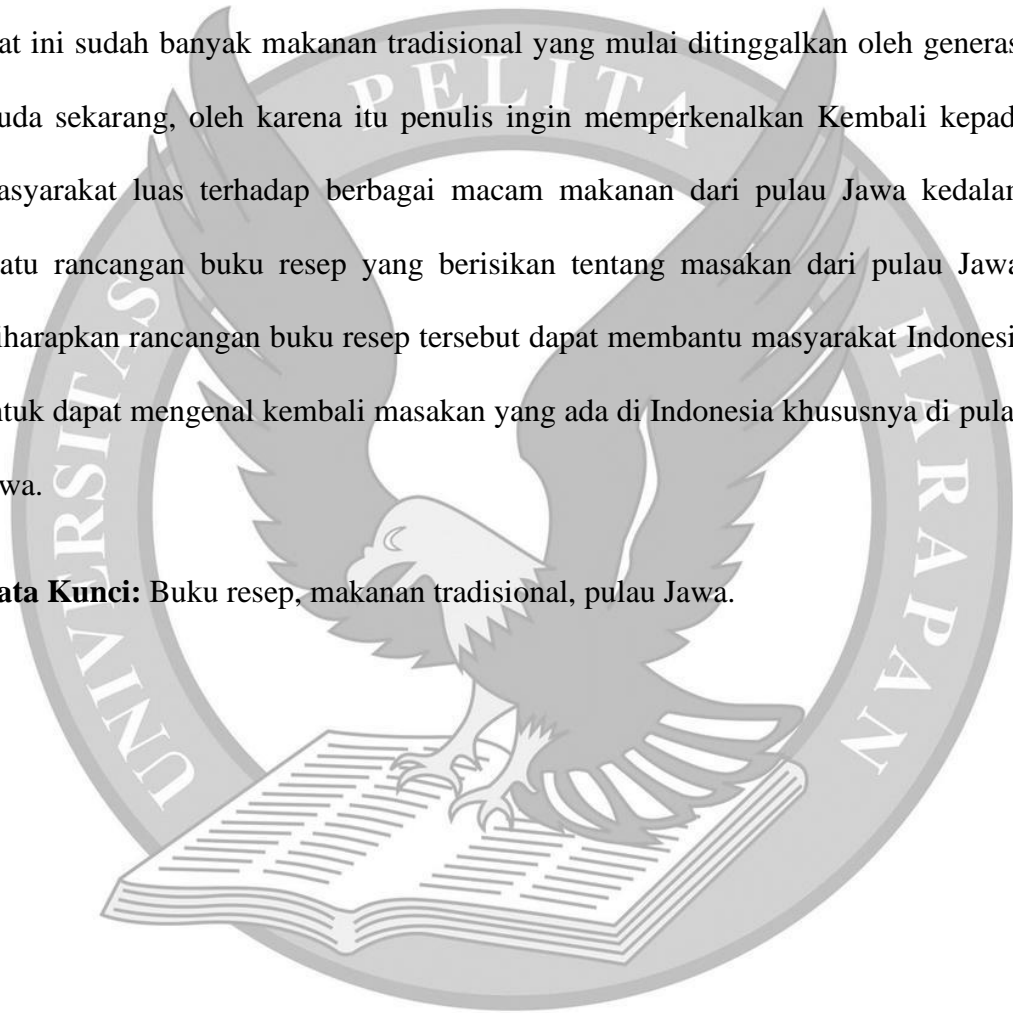 at ini sudah banyak makanan tradisional yang mulai ditinggalkan oleh generas
uda sekarang, oleh karena itu penulis ingin memperkenalkan Kembali kepad
asyarakat luas terhadap berbagai macam makanan dari pulau Jawa kedalam
atu rancangan buku resep yang berisikan tentang masakan dari pulau Jawa
iharapkan rancangan buku resep tersebut dapat membantu masyarakat Indonesi
ntuk dapat mengenal kembali masakan yang ada di Indonesia khususnya di pula
wa.
ata Kunci: Buku resep, makanan tradisional, pulau Jawa.
UNIVERSITAS PELITA HARAPAN